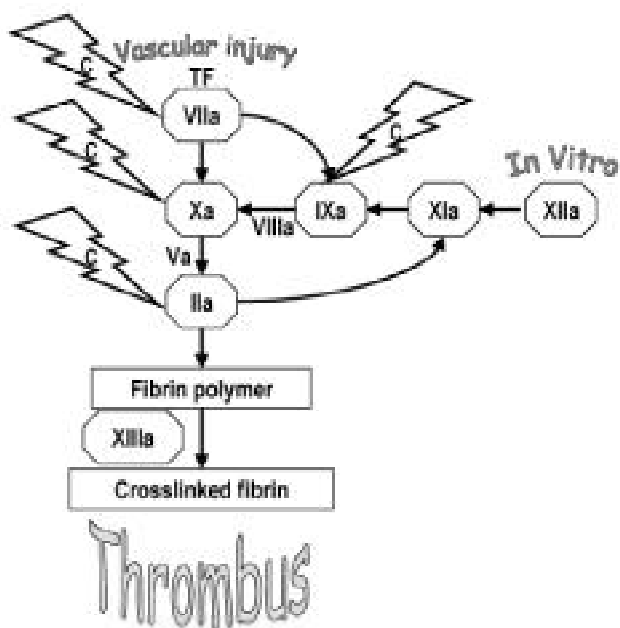 Vascular injury
TF
C
VIIa
C
C
In Vitro
Xa
VIIIa
IXa
XIa
XIIa
Va
C
IIa
Fibrin polymer
XIIIa
Crosslinked fibrin
Thrombus